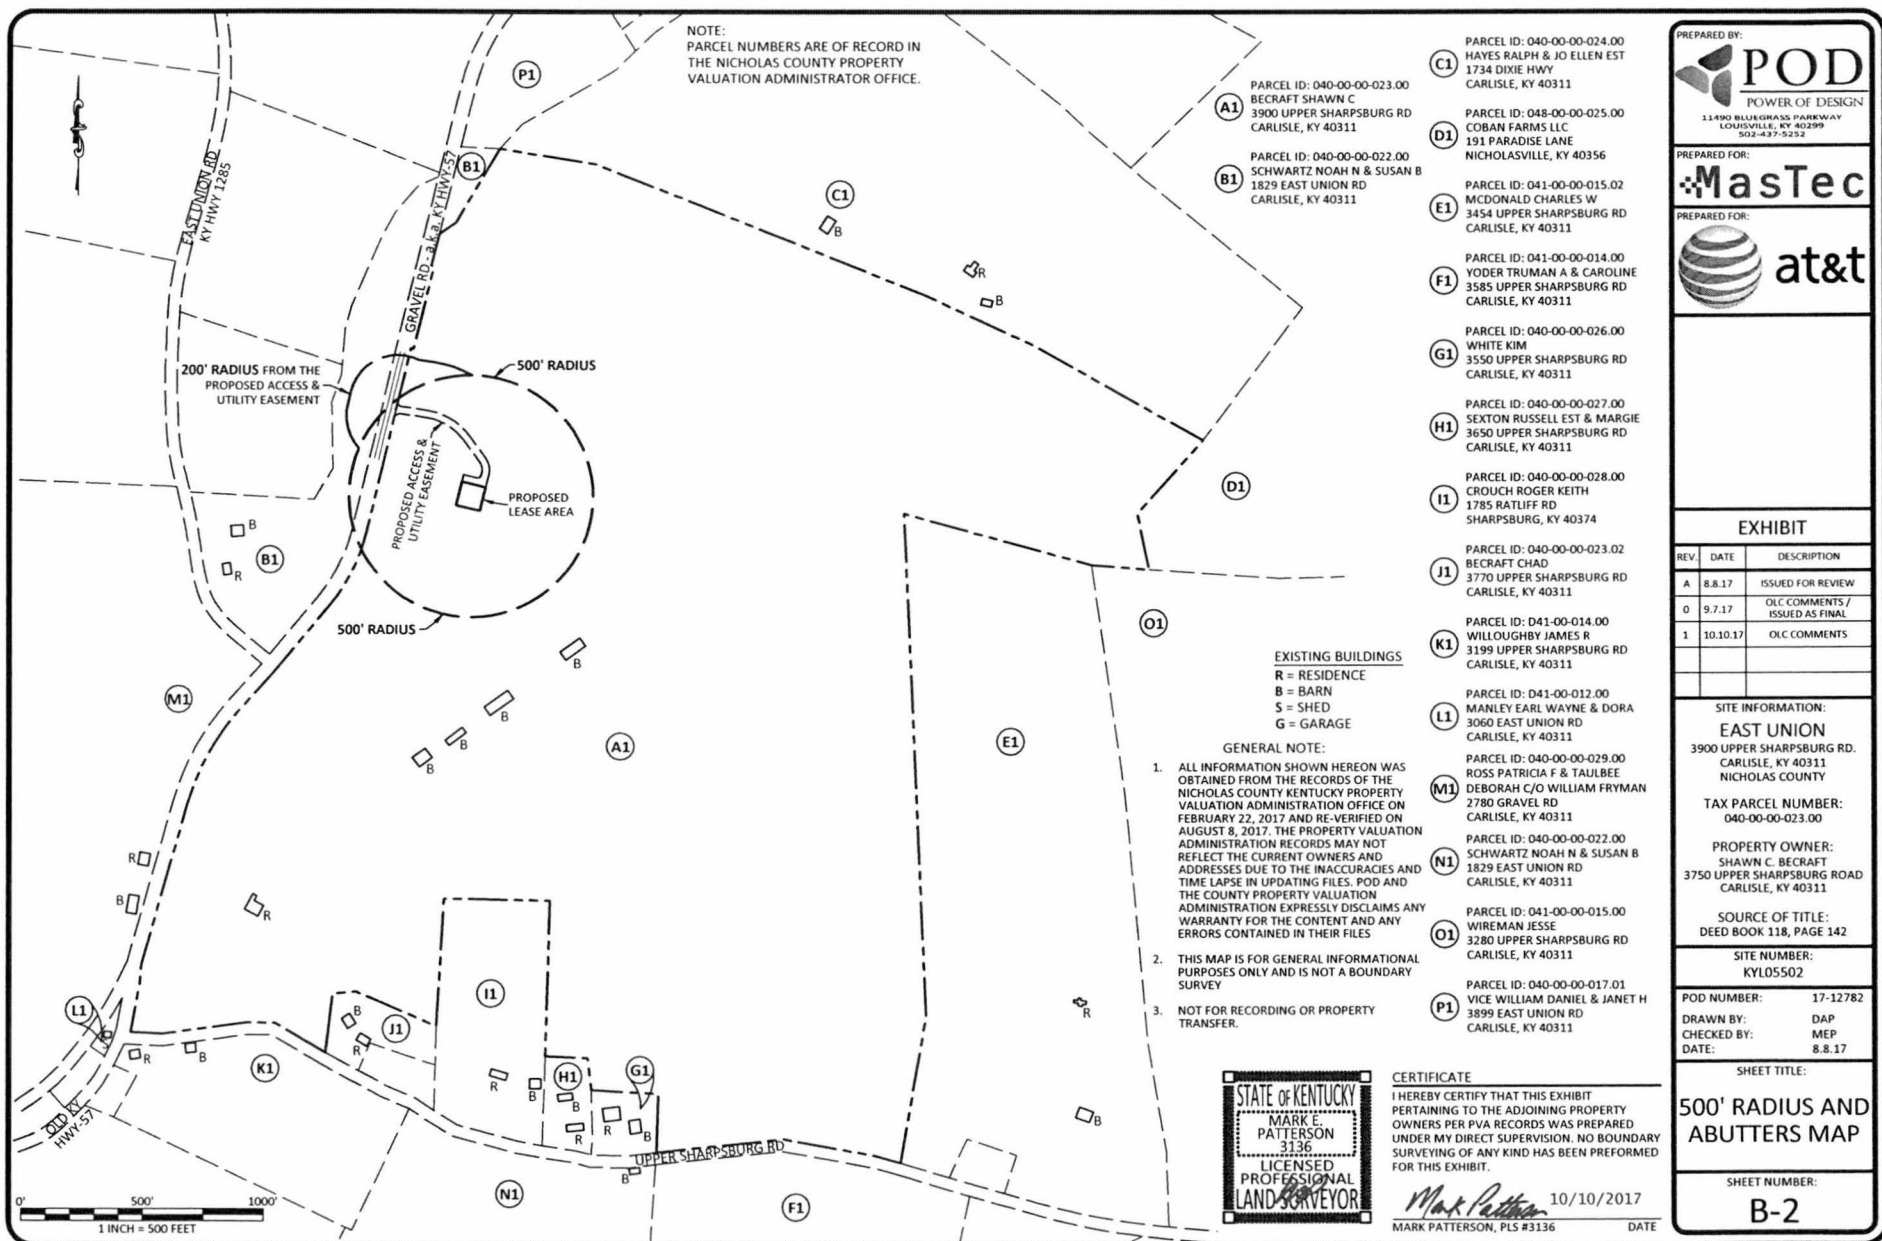 NOTE:
PARCEL NUMBERS ARE OF RECORD IN
THE NICHOLAS COUNTY PROPERTY
VALUATION ADMINISTRATOR OFFICE.
P1
B1
EAST UNION RD
KY HWY 1285
GRAVEL RD - a.k.a. KY HWY-57
C1
B
R
B
200' RADIUS FROM THE
PROPOSED ACCESS &
UTILITY EASEMENT
500' RADIUS
PROPOSED ACCESS &
UTILITY EASEMENT
PROPOSED
LEASE AREA
500' RADIUS
B
R
B1
D1
O1
M1
A1
E1
B
B
B
B
R
B
R
L1
S
R
B
K1
B
R
J1
I1
R
B
H1
B
R
G1
R
B
B
R
B
OLD KY
HWY-57
UPPER SHARPSBURG RD
N1
F1
0'
500'
1000'
1 INCH = 500 FEET
A1
PARCEL ID: 040-00-00-023.00
BECRAFT SHAWN C
3900 UPPER SHARPSBURG RD
CARLISLE, KY 40311
B1
PARCEL ID: 040-00-00-022.00
SCHWARTZ NOAH N & SUSAN B
1829 EAST UNION RD
CARLISLE, KY 40311
C1
PARCEL ID: 040-00-00-024.00
HAYES RALPH & JO ELLEN EST
1734 DIXIE HWY
CARLISLE, KY 40311
D1
PARCEL ID: 048-00-00-025.00
COBAN FARMS LLC
191 PARADISE LANE
NICHOLASVILLE, KY 40356
E1
PARCEL ID: 041-00-00-015.02
MCDONALD CHARLES W
3454 UPPER SHARPSBURG RD
CARLISLE, KY 40311
F1
PARCEL ID: 041-00-00-014.00
YODER TRUMAN A & CAROLINE
3585 UPPER SHARPSBURG RD
CARLISLE, KY 40311
G1
PARCEL ID: 040-00-00-026.00
WHITE KIM
3550 UPPER SHARPSBURG RD
CARLISLE, KY 40311
H1
PARCEL ID: 040-00-00-027.00
SEXTON RUSSELL EST & MARGIE
3650 UPPER SHARPSBURG RD
CARLISLE, KY 40311
I1
PARCEL ID: 040-00-00-028.00
CROUCH ROGER KEITH
1785 RATLIFF RD
SHARPSBURG, KY 40374
J1
PARCEL ID: 040-00-00-023.02
BECRAFT CHAD
3770 UPPER SHARPSBURG RD
CARLISLE, KY 40311
K1
PARCEL ID: D41-00-014.00
WILLOUGHBY JAMES R
3199 UPPER SHARPSBURG RD
CARLISLE, KY 40311
L1
PARCEL ID: D41-00-012.00
MANLEY EARL WAYNE & DORA
3060 EAST UNION RD
CARLISLE, KY 40311
M1
PARCEL ID: 040-00-00-029.00
ROSS PATRICIA F & TAULBEE
DEBORAH C/O WILLIAM FRYMAN
2780 GRAVEL RD
CARLISLE, KY 40311
N1
PARCEL ID: 040-00-00-022.00
SCHWARTZ NOAH N & SUSAN B
1829 EAST UNION RD
CARLISLE, KY 40311
O1
PARCEL ID: 041-00-00-015.00
WIREMAN JESSE
3280 UPPER SHARPSBURG RD
CARLISLE, KY 40311
P1
PARCEL ID: 040-00-00-017.01
VICE WILLIAM DANIEL & JANET H
3899 EAST UNION RD
CARLISLE, KY 40311
EXISTING BUILDINGS
R = RESIDENCE
B = BARN
S = SHED
G = GARAGE
GENERAL NOTE:
1. ALL INFORMATION SHOWN HEREON WAS
OBTAINED FROM THE RECORDS OF THE
NICHOLAS COUNTY KENTUCKY PROPERTY
VALUATION ADMINISTRATION OFFICE ON
FEBRUARY 22, 2017 AND RE-VERIFIED ON
AUGUST 8, 2017. THE PROPERTY VALUATION
ADMINISTRATION RECORDS MAY NOT
REFLECT THE CURRENT OWNERS AND
ADDRESSES DUE TO THE INACCURACIES AND
TIME LAPSE IN UPDATING FILES. POD AND
THE COUNTY PROPERTY VALUATION
ADMINISTRATION EXPRESSLY DISCLAIMS ANY
WARRANTY FOR THE CONTENT AND ANY
ERRORS CONTAINED IN THEIR FILES
2. THIS MAP IS FOR GENERAL INFORMATIONAL
PURPOSES ONLY AND IS NOT A BOUNDARY
SURVEY
3. NOT FOR RECORDING OR PROPERTY
TRANSFER.
STATE OF KENTUCKY
MARK E.
PATTERSON
3136
LICENSED
PROFESSIONAL
LAND SURVEYOR
CERTIFICATE
I HEREBY CERTIFY THAT THIS EXHIBIT
PERTAINING TO THE ADJOINING PROPERTY
OWNERS PER PVA RECORDS WAS PREPARED
UNDER MY DIRECT SUPERVISION. NO BOUNDARY
SURVEYING OF ANY KIND HAS BEEN PREFORMED
FOR THIS EXHIBIT.
Mark Patterson 10/10/2017
MARK PATTERSON, PLS #3136 DATE
PREPARED BY:
POD
POWER OF DESIGN
11490 BLUEGRASS PARKWAY
LOUISVILLE, KY 40299
502-437-5252
PREPARED FOR:
MasTec
PREPARED FOR:
at&t
EXHIBIT
REV. DATE DESCRIPTION
A 8.8.17 ISSUED FOR REVIEW
0 9.7.17 OLC COMMENTS /
ISSUED AS FINAL
1 10.10.17 OLC COMMENTS
SITE INFORMATION:
EAST UNION
3900 UPPER SHARPSBURG RD.
CARLISLE, KY 40311
NICHOLAS COUNTY
TAX PARCEL NUMBER:
040-00-00-023.00
PROPERTY OWNER:
SHAWN C. BECRAFT
3750 UPPER SHARPSBURG ROAD
CARLISLE, KY 40311
SOURCE OF TITLE:
DEED BOOK 118, PAGE 142
SITE NUMBER:
KYL05502
POD NUMBER: 17-12782
DRAWN BY: DAP
CHECKED BY: MEP
DATE: 8.8.17
SHEET TITLE:
500' RADIUS AND
ABUTTERS MAP
SHEET NUMBER:
B-2